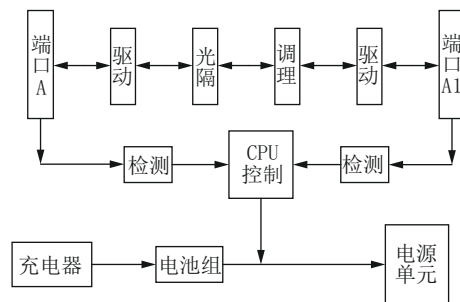 端口A
驱动
光隔
调理
驱动
端口A1
检测
CPU
控制
检测
充电器
电池组
电源
单元